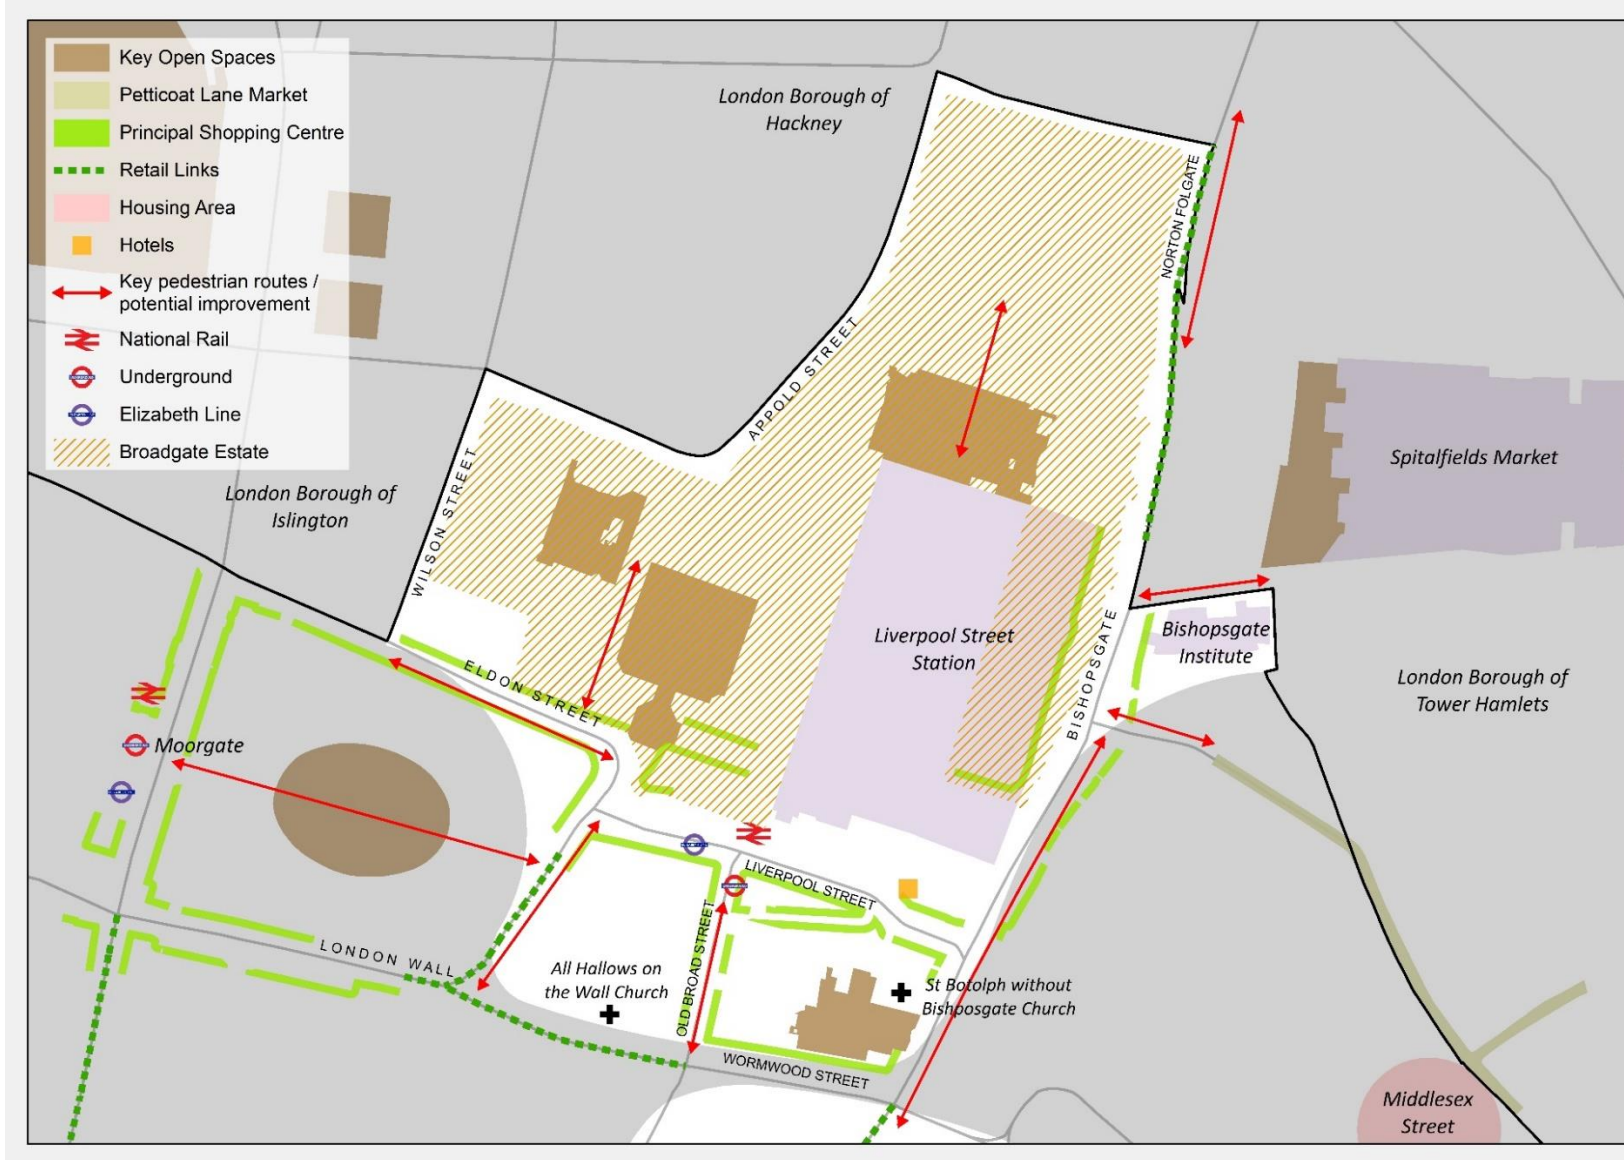 Key Open Spaces
Petticoat Lane Market
Principal Shopping Centre
Retail Links
Housing Area
Hotels
Key pedestrian routes /
potential improvement
National Rail
Underground
Elizabeth Line
Broadgate Estate
London Borough of
Hackney
NORTON FOLGATE
APPOLD STREET
London Borough of
Islington
WILSON STREET
Spitalfields Market
Liverpool Street
Station
BISHOPSGATE
Bishopsgate
Institute
London Borough of
Tower Hamlets
ELDON STREET
Moorgate
LIVERPOOL STREET
OLD BROAD STREET
LONDON WALL
All Hallows on
the Wall Church
St Botolph without
Bishposgate Church
WORMWOOD STREET
Middlesex
Street